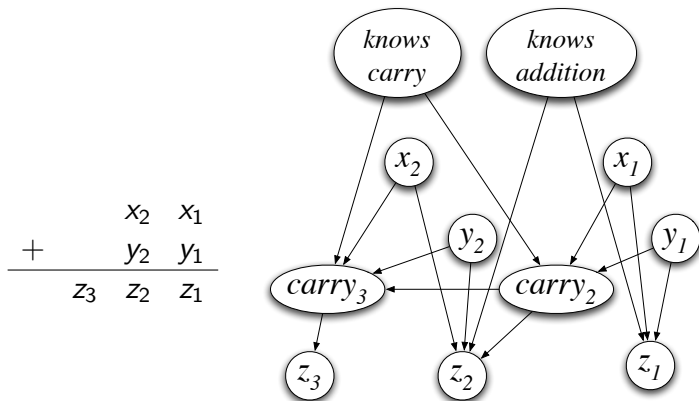 x₂ x₁
+ y₂ y₁
z₃ z₂ z₁
knows
carry
knows
addition
x₂
x₁
y₂
y₁
carry₃
carry₂
z₃
z₂
z₁